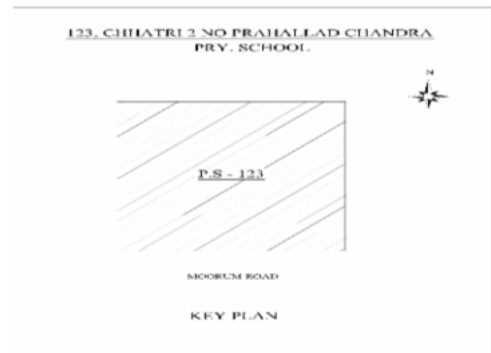 123, CHHATRI 2 NO PRAHALLAD CHANDRA
PRY. SCHOOL
N
P.S - 123
MOORUM ROAD
KEY PLAN